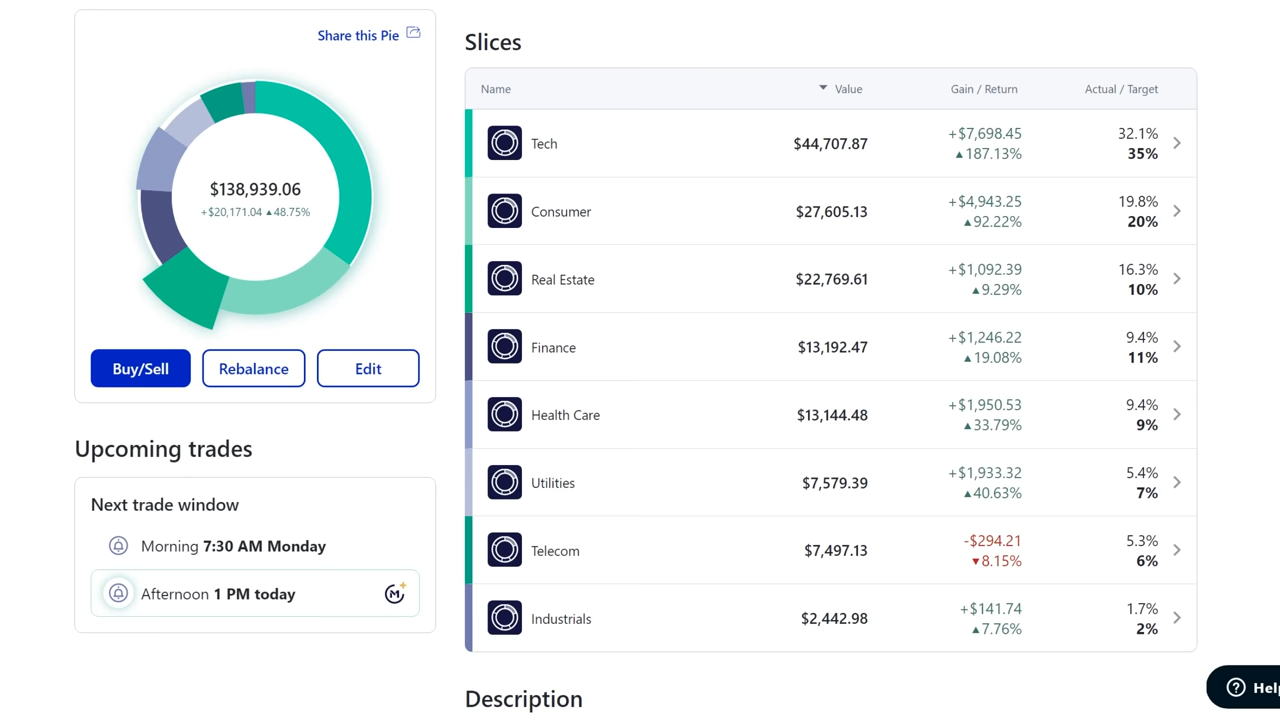 Share this Pie
$138,939.06
+$20,171.04 ▲48.75%
Buy/Sell
Rebalance
Edit
Upcoming trades
Next trade window
Morning 7:30 AM Monday
Afternoon 1 PM today
M
Slices
Name ▼ Value Gain / Return Actual / Target
Tech $44,707.87 +$7,698.45 32.1%
▲187.13% 35%
Consumer $27,605.13 +$4,943.25 19.8%
▲92.22% 20%
Real Estate $22,769.61 +$1,092.39 16.3%
▲9.29% 10%
Finance $13,192.47 +$1,246.22 9.4%
▲19.08% 11%
Health Care $13,144.48 +$1,950.53 9.4%
▲33.79% 9%
Utilities $7,579.39 +$1,933.32 5.4%
▲40.63% 7%
Telecom $7,497.13 -$294.21 5.3%
▼8.15% 6%
Industrials $2,442.98 +$141.74 1.7%
▲7.76% 2%
Description
Help